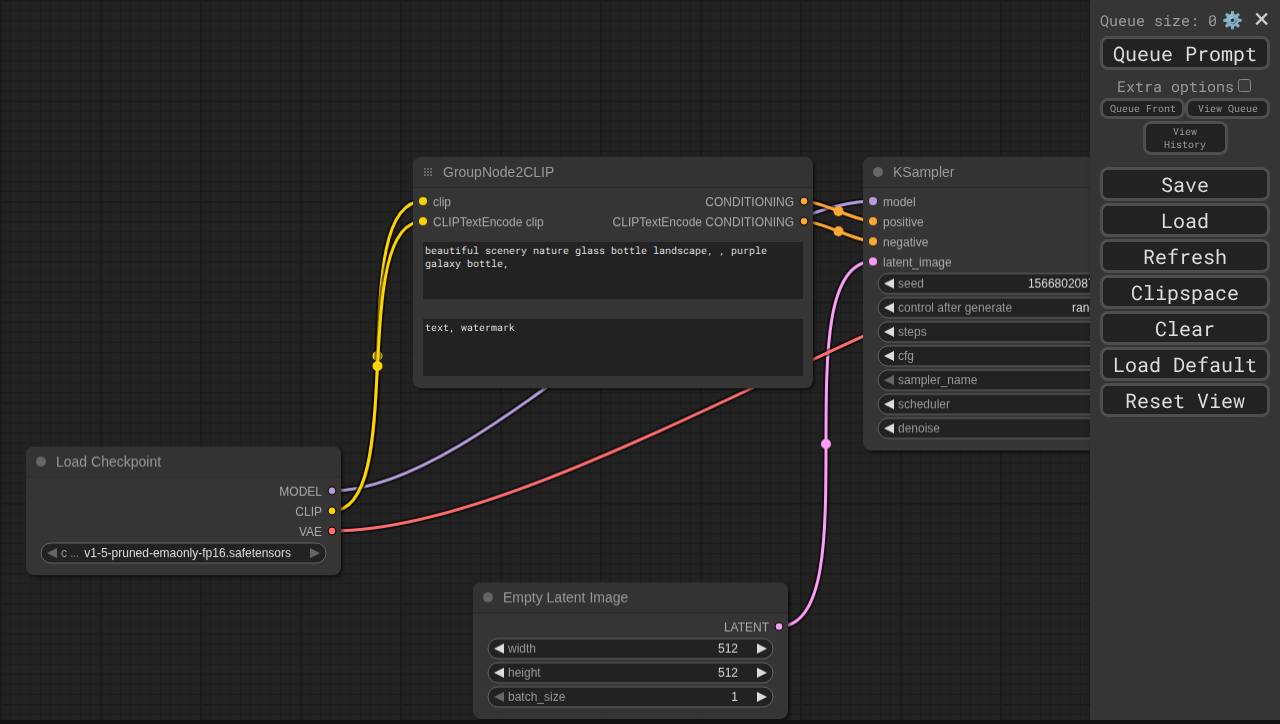 Queue size: 0
Queue Prompt
Extra options
Queue Front
View Queue
View
History
Save
Load
Refresh
Clipspace
Clear
Load Default
Reset View
GroupNode2CLIP
clip
CONDITIONING
CLIPTextEncode clip
CLIPTextEncode CONDITIONING
beautiful scenery nature glass bottle landscape, , purple
galaxy bottle,
text, watermark
KSampler
model
positive
negative
latent_image
seed 1566802087
control after generate ran
steps
cfg
sampler_name
scheduler
denoise
Load Checkpoint
MODEL
CLIP
VAE
c ... v1-5-pruned-emaonly-fp16.safetensors
Empty Latent Image
LATENT
width 512
height 512
batch_size 1